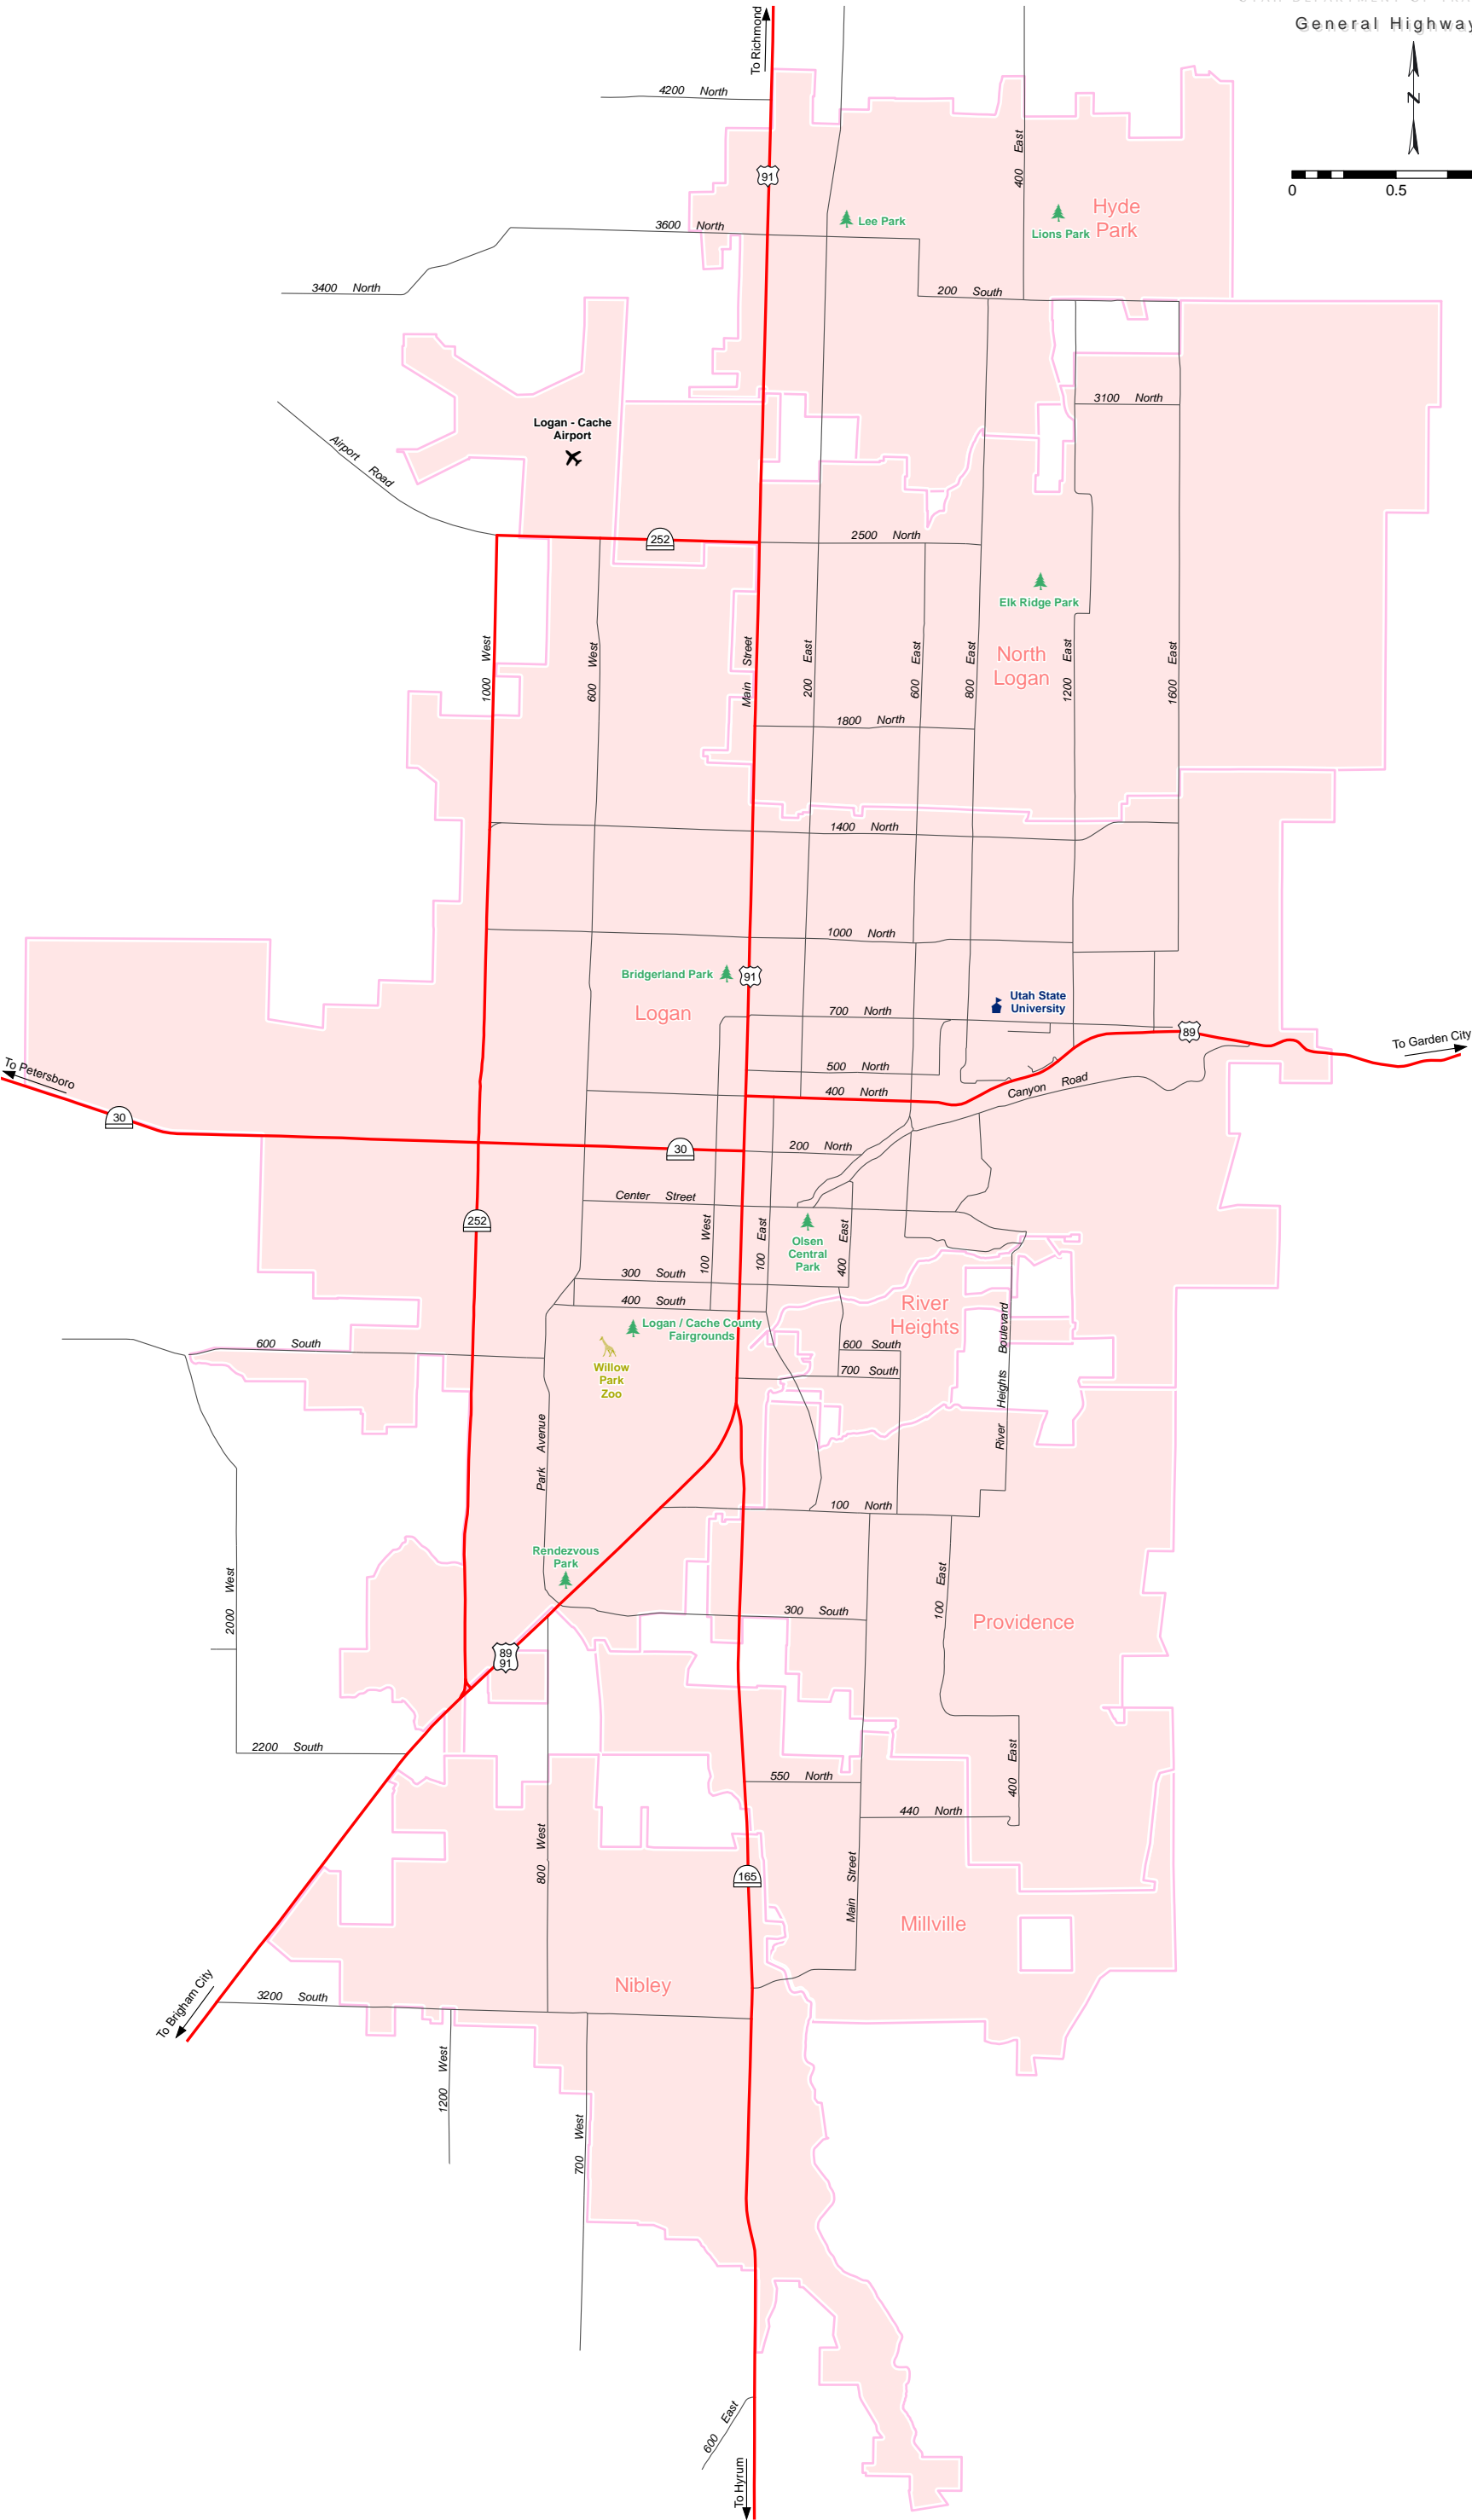 General Highway
To Richmond
N
4200 North
0 0.5
400 East
91
Hyde
Park
Lee Park
Lions Park
3600 North
3400 North
200 South
3100 North
Logan - Cache
Airport
Airport Road
252
2500 North
Elk Ridge Park
1000 West
600 West
Main Street
200 East
600 East
800 East
North
Logan
1200 East
1600 East
1800 North
1400 North
1000 North
Bridgerland Park
91
Utah State
University
Logan
700 North
89
To Garden City
To Petersboro
500 North
400 North
Canyon Road
30
30
200 North
Center Street
252
100 West
100 East
Olsen
Central
Park
400 East
300 South
400 South
River
Heights
Logan / Cache County
Fairgrounds
River Heights Boulevard
600 South
600 South
Willow
Park
Zoo
700 South
Park Avenue
100 North
Rendezvous
Park
2000 West
100 East
300 South
Providence
89
91
2200 South
400 East
550 North
440 North
800 West
165
Main Street
Millville
Nibley
To Brigham City
3200 South
1200 West
700 West
600 East
To Hyrum